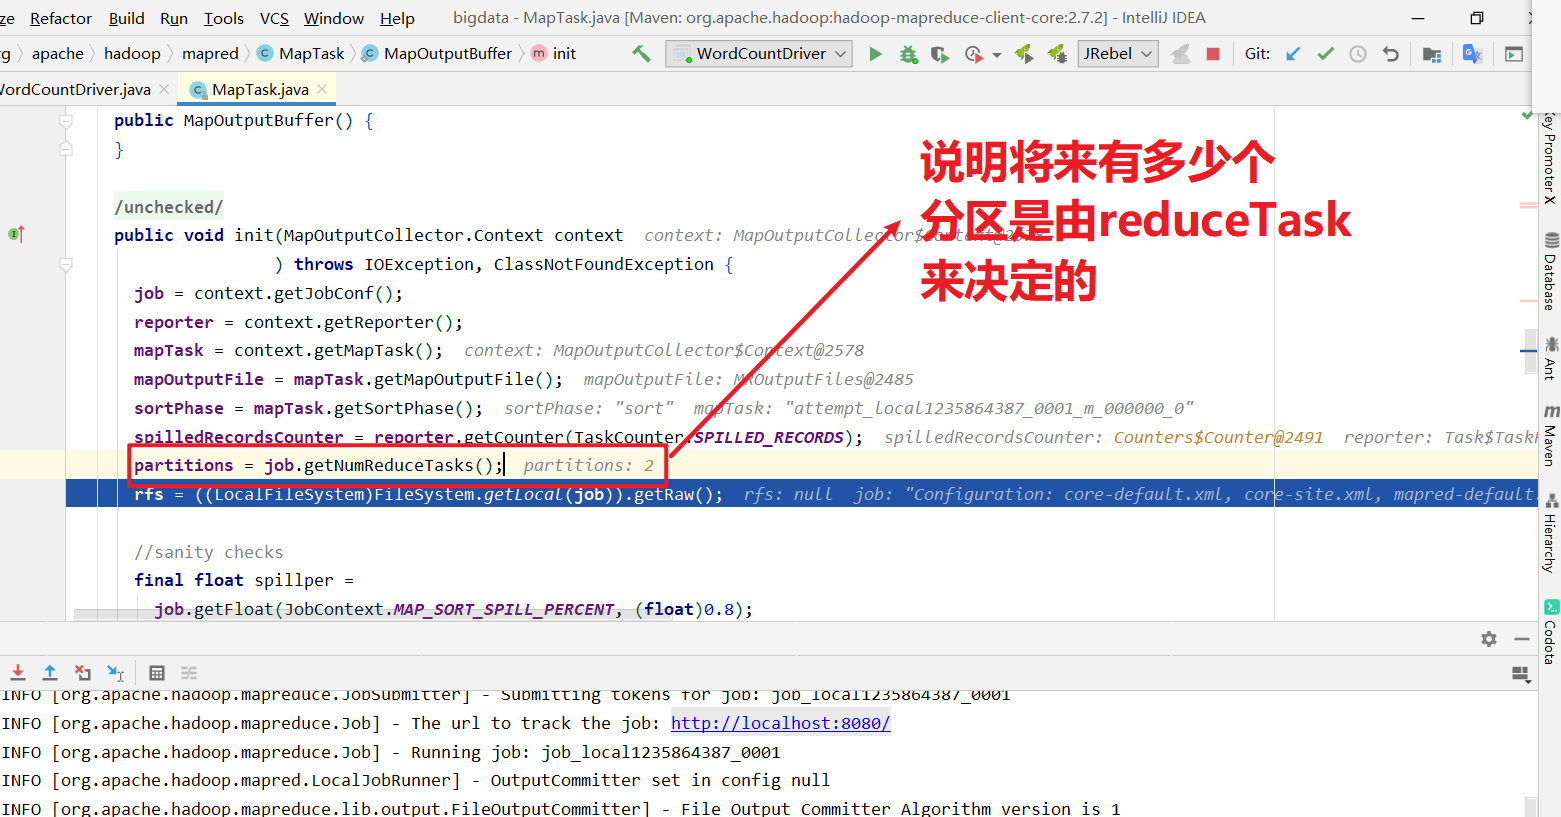 ze Refactor Build Run Tools VCS Window Help bigdata - MapTask.java [Maven: org.apache.hadoop:hadoop-mapreduce-client-core:2.7.2] - IntelliJ IDEA
rg apache hadoop mapred MapTask MapOutputBuffer init WordCountDriver JRebel Git:
WordCountDriver.java MapTask.java
public MapOutputBuffer() {
}
/unchecked/
public void init(MapOutputCollector.Context context context: MapOutputCollector$Context@2578
) throws IOException, ClassNotFoundException {
job = context.getJobConf();
reporter = context.getReporter();
mapTask = context.getMapTask(); context: MapOutputCollector$Context@2578
mapOutputFile = mapTask.getMapOutputFile(); mapOutputFile: MROutputFiles@2485
sortPhase = mapTask.getSortPhase(); sortPhase: "sort" mapTask: "attempt_local1235864387_0001_m_000000_0"
spilledRecordsCounter = reporter.getCounter(TaskCounter.SPILLED_RECORDS); spilledRecordsCounter: Counters$Counter@2491 reporter: Task$TaskR
partitions = job.getNumReduceTasks(); partitions: 2
rfs = ((LocalFileSystem)FileSystem.getLocal(job)).getRaw(); rfs: null job: "Configuration: core-default.xml, core-site.xml, mapred-default.
//sanity checks
final float spillper =
job.getFloat(JobContext.MAP_SORT_SPILL_PERCENT, (float)0.8);
说明将来有多少个
分区是由reduceTask
来决定的
Key Promoter X
Database
Ant
Maven
Hierarchy
Codota
INFO [org.apache.hadoop.mapreduce.JobSubmitter] - Submitting tokens for job: job_local1235864387_0001
INFO [org.apache.hadoop.mapreduce.Job] - The url to track the job: http://localhost:8080/
INFO [org.apache.hadoop.mapreduce.Job] - Running job: job_local1235864387_0001
INFO [org.apache.hadoop.mapred.LocalJobRunner] - OutputCommitter set in config null
INFO [org.apache.hadoop.mapreduce.lib.output.FileOutputCommitter] - File Output Committer Algorithm version is 1